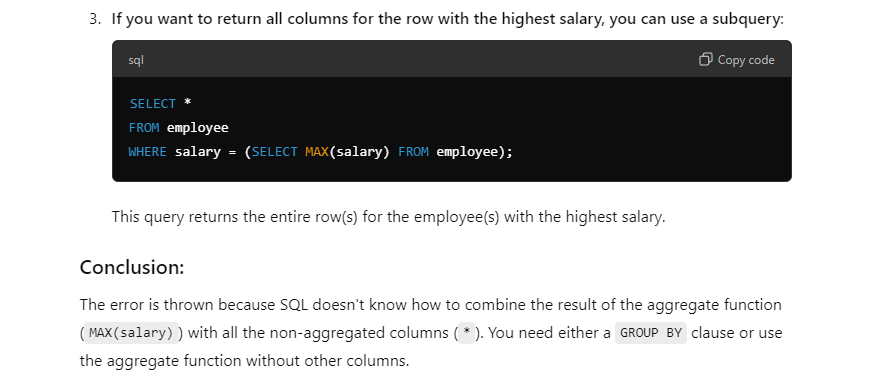 3. If you want to return all columns for the row with the highest salary, you can use a subquery:
sql Copy code
SELECT *
FROM employee
WHERE salary = (SELECT MAX(salary) FROM employee);
This query returns the entire row(s) for the employee(s) with the highest salary.
Conclusion:
The error is thrown because SQL doesn't know how to combine the result of the aggregate function
( MAX(salary) ) with all the non-aggregated columns ( * ). You need either a GROUP BY clause or use
the aggregate function without other columns.